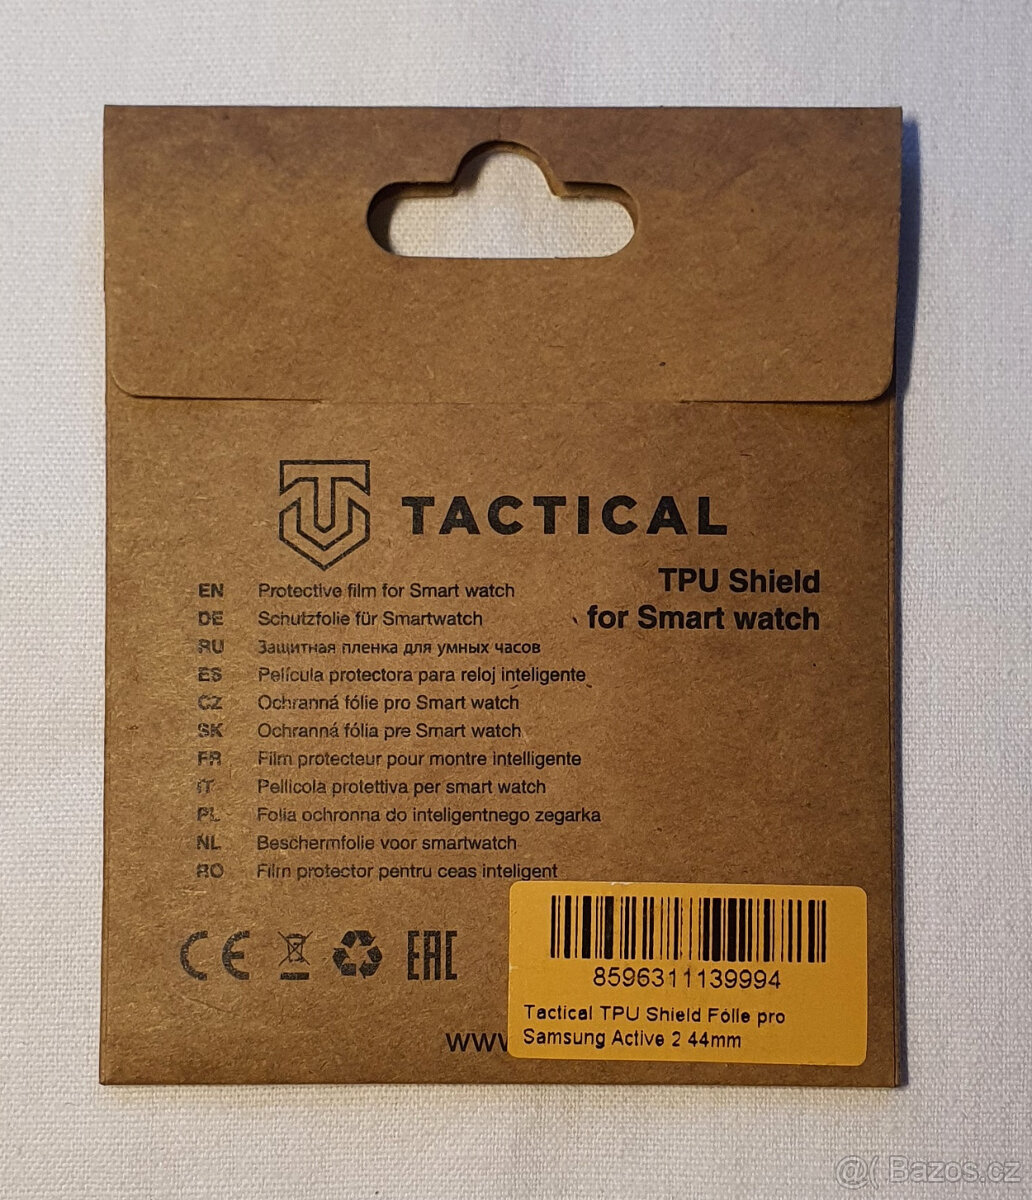 TACTICAL
TPU Shield
for Smart watch
EN Protective film for Smart watch
DE Schutzfolie für Smartwatch
RU Защитная пленка для умных часов
ES Película protectora para reloj inteligente
CZ Ochranná fólie pro Smart watch
SK Ochranná fólia pre Smart watch
FR Film protecteur pour montre intelligente
IT Pellicola protettiva per smart watch
PL Folia ochronna do inteligentnego zegarka
NL Beschermfolie voor smartwatch
RO Film protector pentru ceas inteligent
CE EAC
8596311139994
Tactical TPU Shield Fólie pro
Samsung Active 2 44mm
www
@( Bazos.cz